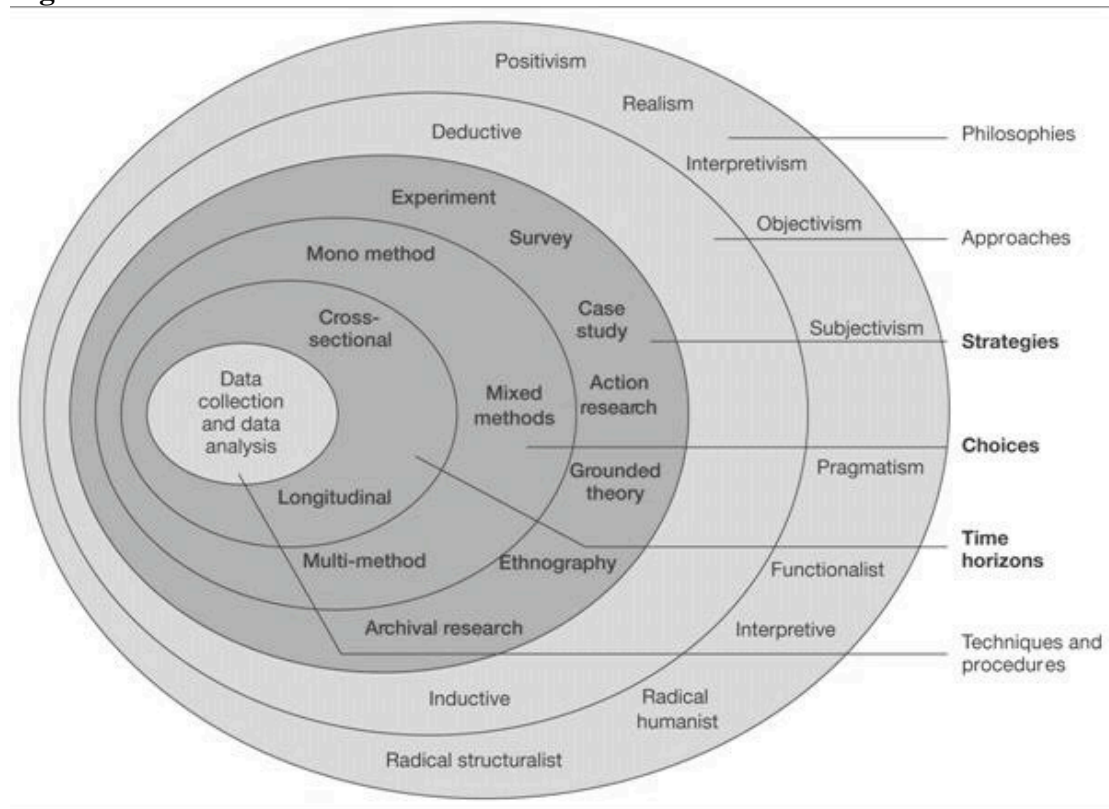 Positivism
Realism
Philosophies
Deductive
Interpretivism
Experiment
Objectivism
Survey
Approaches
Mono method
Case
study
Cross-
sectional
Subjectivism
Strategies
Data
collection
and data
analysis
Mixed
methods
Action
research
Choices
Grounded
theory
Pragmatism
Longitudinal
Time
horizons
Multi-method
Ethnography
Functionalist
Archival research
Interpretive
Techniques and
procedures
Inductive
Radical
humanist
Radical structuralist